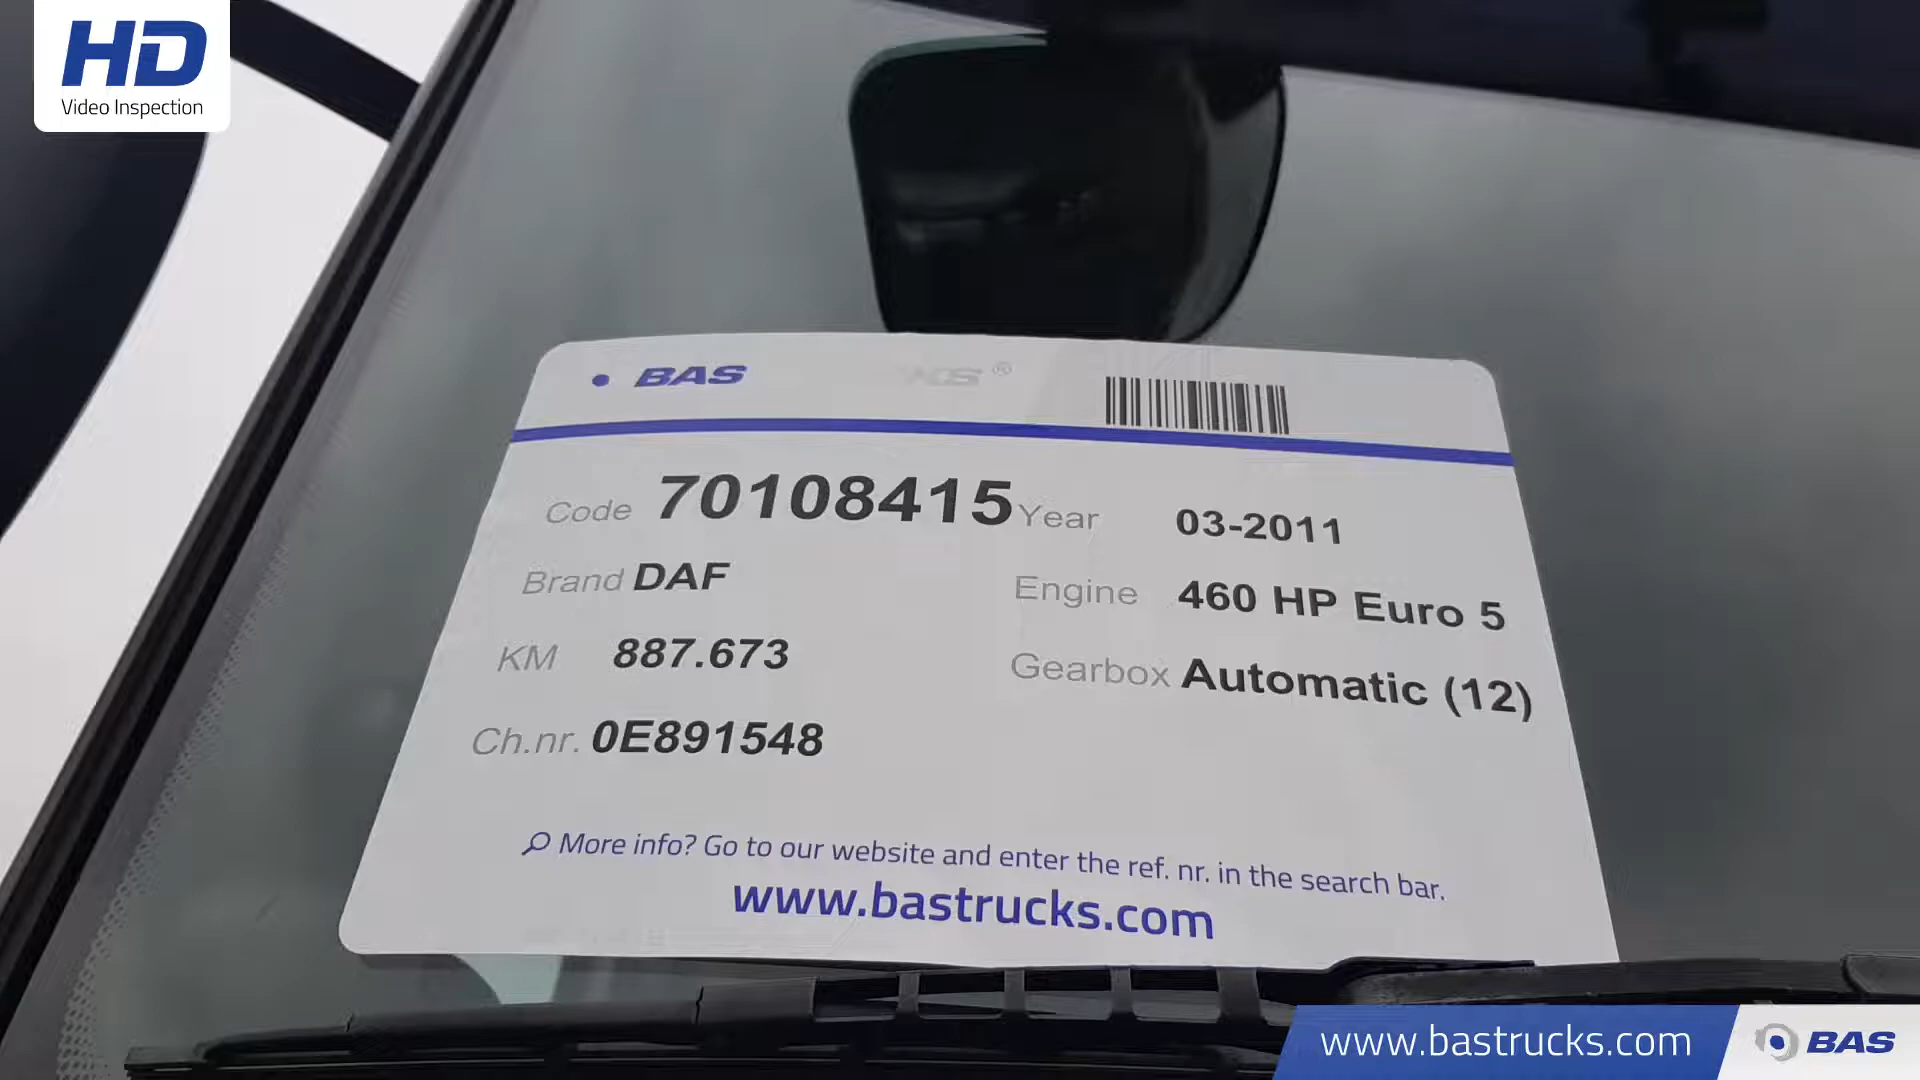 HD
Video Inspection
BAS ®
Code 70108415 Year 03-2011
Brand DAF Engine 460 HP Euro 5
KM 887.673 Gearbox Automatic (12)
Ch.nr. 0E891548
More info? Go to our website and enter the ref. nr. in the search bar.
www.bastrucks.com
www.bastrucks.com BAS